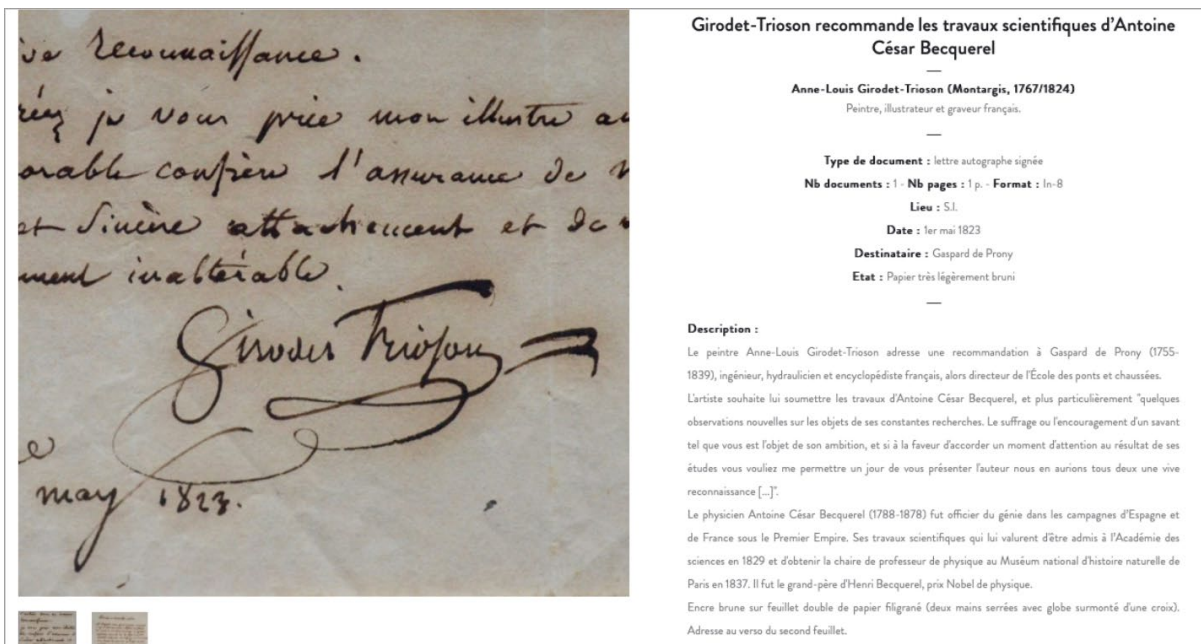 ve reconnaissance.
réez je vous prie mon illustre
orable confrère l'assurance de
et sincère attachement et de
ment inaltérable.
Girodet Trioson
may 1823.
Girodet-Trioson recommande les travaux scientifiques d'Antoine
César Becquerel
Anne-Louis Girodet-Trioson (Montargis, 1767/1824)
Peintre, illustrateur et graveur français.
Type de document : lettre autographe signée
Nb documents : 1 - Nb pages : 1 p. - Format : In-8
Lieu : S.l.
Date : 1er mai 1823
Destinataire : Gaspard de Prony
Etat : Papier très légèrement bruni
Description :
Le peintre Anne-Louis Girodet-Trioson adresse une recommandation à Gaspard de Prony (1755-
1839), ingénieur, hydraulicien et encyclopédiste français, alors directeur de l'École des ponts et chaussées.
L'artiste souhaite lui soumettre les travaux d'Antoine César Becquerel, et plus particulièrement "quelques
observations nouvelles sur les objets de ses constantes recherches. Le suffrage ou l'encouragement d'un savant
tel que vous est l'objet de son ambition, et si à la faveur d'accorder un moment d'attention au résultat de ses
études vous vouliez me permettre un jour de vous présenter l'auteur nous en aurions tous deux une vive
reconnaissance [...]".
Le physicien Antoine César Becquerel (1788-1878) fut officier du génie dans les campagnes d'Espagne et
de France sous le Premier Empire. Ses travaux scientifiques qui lui valurent d'être admis à l'Académie des
sciences en 1829 et d'obtenir la chaire de professeur de physique au Muséum national d'histoire naturelle de
Paris en 1837. Il fut le grand-père d'Henri Becquerel, prix Nobel de physique.
Encre brune sur feuillet double de papier filigrané (deux mains serrées avec globe surmonté d'une croix).
Adresse au verso du second feuillet.